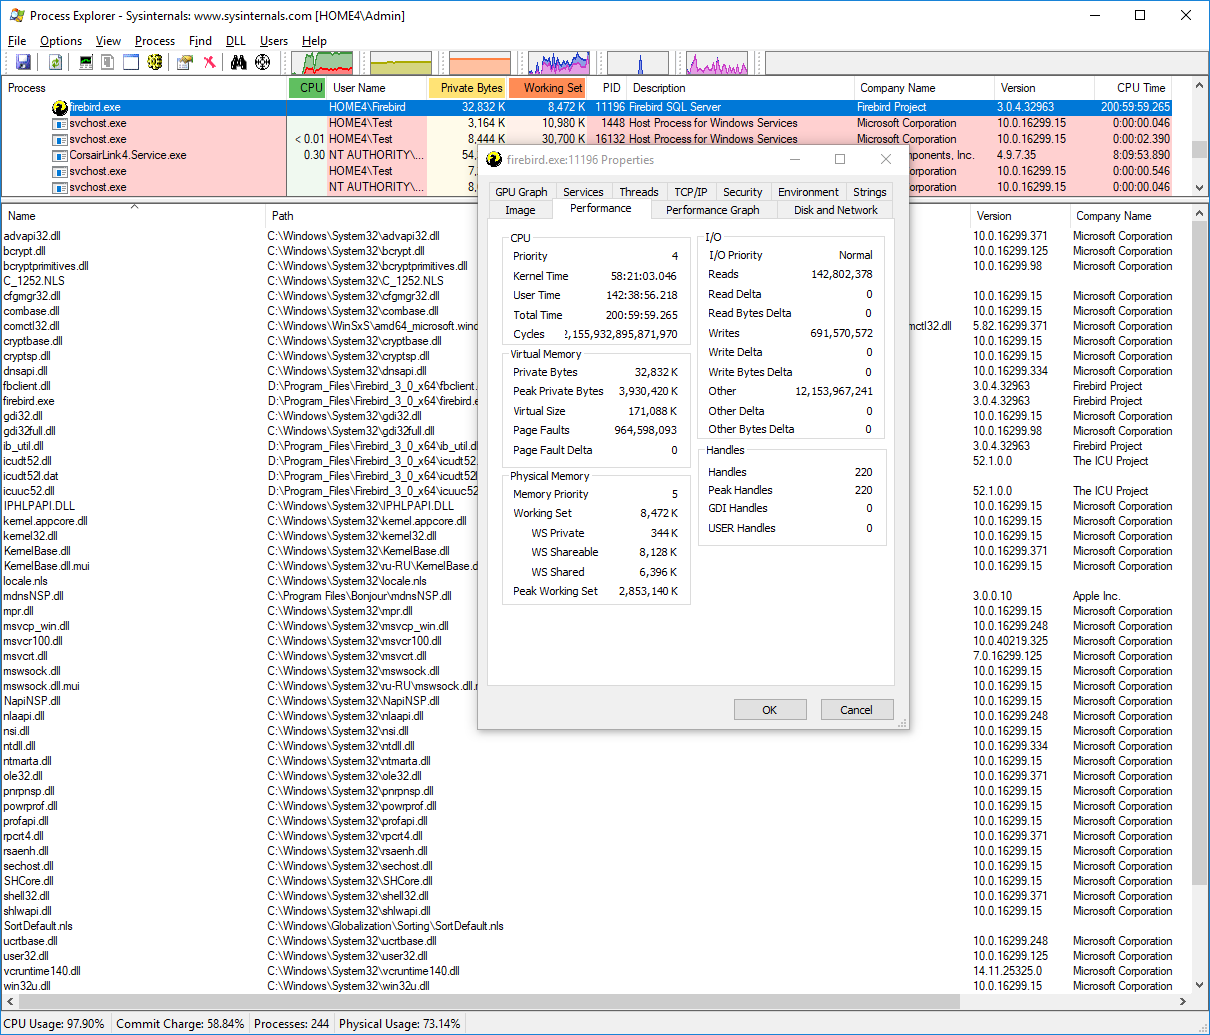 Process Explorer - Sysinternals: www.sysinternals.com [HOME4\Admin]
File Options View Process Find DLL Users Help
Process CPU User Name Private Bytes Working Set PID Description Company Name Version CPU Time
firebird.exe HOME4\Firebird 32,832 K 8,472 K 11196 Firebird SQL Server Firebird Project 3.0.4.32963 200:59:59.265
svchost.exe HOME4\Test 3,164 K 10,980 K 1448 Host Process for Windows Services Microsoft Corporation 10.0.16299.15 0:00:00.046
svchost.exe < 0.01 HOME4\Test 8,444 K 30,700 K 16132 Host Process for Windows Services Microsoft Corporation 10.0.16299.15 0:00:02.390
CorsairLink4.Service.exe 0.30 NT AUTHORITY\... 54, mponents, Inc. 4.9.7.35 8:09:53.890
svchost.exe HOME4\Test 7, Microsoft Corporation 10.0.16299.15 0:00:00.546
svchost.exe NT AUTHORITY\... 8, Microsoft Corporation 10.0.16299.15 0:00:00.046
firebird.exe:11196 Properties
GPU Graph Services Threads TCP/IP Security Environment Strings
Image Performance Performance Graph Disk and Network
CPU
Priority 4
Kernel Time 58:21:03.046
User Time 142:38:56.218
Total Time 200:59:59.265
Cycles 2,155,932,895,871,970
Virtual Memory
Private Bytes 32,832 K
Peak Private Bytes 3,930,420 K
Virtual Size 171,088 K
Page Faults 964,598,093
Page Fault Delta 0
Physical Memory
Memory Priority 5
Working Set 8,472 K
WS Private 344 K
WS Shareable 8,128 K
WS Shared 6,396 K
Peak Working Set 2,853,140 K
I/O
I/O Priority Normal
Reads 142,802,378
Read Delta 0
Read Bytes Delta 0
Writes 691,570,572
Write Delta 0
Write Bytes Delta 0
Other 12,153,967,241
Other Delta 0
Other Bytes Delta 0
Handles
Handles 220
Peak Handles 220
GDI Handles 0
USER Handles 0
OK Cancel
Name Path Version Company Name
advapi32.dll C:\Windows\System32\advapi32.dll 10.0.16299.371 Microsoft Corporation
bcrypt.dll C:\Windows\System32\bcrypt.dll 10.0.16299.125 Microsoft Corporation
bcryptprimitives.dll C:\Windows\System32\bcryptprimitives.dll 10.0.16299.98 Microsoft Corporation
C_1252.NLS C:\Windows\System32\C_1252.NLS
cfgmgr32.dll C:\Windows\System32\cfgmgr32.dll 10.0.16299.15 Microsoft Corporation
combase.dll C:\Windows\System32\combase.dll 10.0.16299.15 Microsoft Corporation
comctl32.dll C:\Windows\WinSxS\amd64_microsoft.wind mctl32.dll 5.82.16299.371 Microsoft Corporation
cryptbase.dll C:\Windows\System32\cryptbase.dll 10.0.16299.15 Microsoft Corporation
cryptsp.dll C:\Windows\System32\cryptsp.dll 10.0.16299.15 Microsoft Corporation
dnsapi.dll C:\Windows\System32\dnsapi.dll 10.0.16299.334 Microsoft Corporation
fbclient.dll D:\Program_Files\Firebird_3_0_x64\fbclient. 3.0.4.32963 Firebird Project
firebird.exe D:\Program_Files\Firebird_3_0_x64\firebird.e 3.0.4.32963 Firebird Project
gdi32.dll C:\Windows\System32\gdi32.dll 10.0.16299.15 Microsoft Corporation
gdi32full.dll C:\Windows\System32\gdi32full.dll 10.0.16299.98 Microsoft Corporation
ib_util.dll D:\Program_Files\Firebird_3_0_x64\ib_util.dl 3.0.4.32963 Firebird Project
icudt52.dll D:\Program_Files\Firebird_3_0_x64\icudt52. 52.1.0.0 The ICU Project
icudt52l.dat D:\Program_Files\Firebird_3_0_x64\icudt52l
icuuc52.dll D:\Program_Files\Firebird_3_0_x64\icuuc52 52.1.0.0 The ICU Project
IPHLPAPI.DLL C:\Windows\System32\IPHLPAPI.DLL 10.0.16299.15 Microsoft Corporation
kernel.appcore.dll C:\Windows\System32\kernel.appcore.dll 10.0.16299.15 Microsoft Corporation
kernel32.dll C:\Windows\System32\kernel32.dll 10.0.16299.15 Microsoft Corporation
KernelBase.dll C:\Windows\System32\KernelBase.dll 10.0.16299.371 Microsoft Corporation
KernelBase.dll.mui C:\Windows\System32\ru-RU\KernelBase.d 10.0.16299.15 Microsoft Corporation
locale.nls C:\Windows\System32\locale.nls
mdnsNSP.dll C:\Program Files\Bonjour\mdnsNSP.dll 3.0.0.10 Apple Inc.
mpr.dll C:\Windows\System32\mpr.dll 10.0.16299.15 Microsoft Corporation
msvcp_win.dll C:\Windows\System32\msvcp_win.dll 10.0.16299.248 Microsoft Corporation
msvcr100.dll C:\Windows\System32\msvcr100.dll 10.0.40219.325 Microsoft Corporation
msvcrt.dll C:\Windows\System32\msvcrt.dll 7.0.16299.125 Microsoft Corporation
mswsock.dll C:\Windows\System32\mswsock.dll 10.0.16299.15 Microsoft Corporation
mswsock.dll.mui C:\Windows\System32\ru-RU\mswsock.dll.r 10.0.16299.15 Microsoft Corporation
NapiNSP.dll C:\Windows\System32\NapiNSP.dll 10.0.16299.15 Microsoft Corporation
nlaapi.dll C:\Windows\System32\nlaapi.dll 10.0.16299.248 Microsoft Corporation
nsi.dll C:\Windows\System32\nsi.dll 10.0.16299.15 Microsoft Corporation
ntdll.dll C:\Windows\System32\ntdll.dll 10.0.16299.334 Microsoft Corporation
ntmarta.dll C:\Windows\System32\ntmarta.dll 10.0.16299.15 Microsoft Corporation
ole32.dll C:\Windows\System32\ole32.dll 10.0.16299.371 Microsoft Corporation
pnrpnsp.dll C:\Windows\System32\pnrpnsp.dll 10.0.16299.15 Microsoft Corporation
powrprof.dll C:\Windows\System32\powrprof.dll 10.0.16299.15 Microsoft Corporation
profapi.dll C:\Windows\System32\profapi.dll 10.0.16299.15 Microsoft Corporation
rpcrt4.dll C:\Windows\System32\rpcrt4.dll 10.0.16299.371 Microsoft Corporation
rsaenh.dll C:\Windows\System32\rsaenh.dll 10.0.16299.15 Microsoft Corporation
sechost.dll C:\Windows\System32\sechost.dll 10.0.16299.15 Microsoft Corporation
SHCore.dll C:\Windows\System32\SHCore.dll 10.0.16299.15 Microsoft Corporation
shell32.dll C:\Windows\System32\shell32.dll 10.0.16299.371 Microsoft Corporation
shlwapi.dll C:\Windows\System32\shlwapi.dll 10.0.16299.15 Microsoft Corporation
SortDefault.nls C:\Windows\Globalization\Sorting\SortDefault.nls
ucrtbase.dll C:\Windows\System32\ucrtbase.dll 10.0.16299.248 Microsoft Corporation
user32.dll C:\Windows\System32\user32.dll 10.0.16299.125 Microsoft Corporation
vcruntime140.dll C:\Windows\System32\vcruntime140.dll 14.11.25325.0 Microsoft Corporation
win32u.dll C:\Windows\System32\win32u.dll 10.0.16299.15 Microsoft Corporation
CPU Usage: 97.90% Commit Charge: 58.84% Processes: 244 Physical Usage: 73.14%